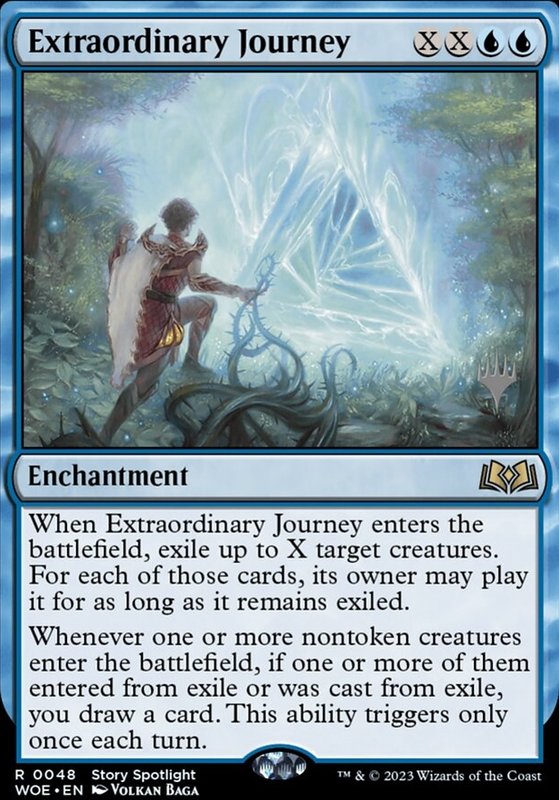 Extraordinary Journey X X
Enchantment
When Extraordinary Journey enters the
battlefield, exile up to X target creatures.
For each of those cards, its owner may play
it for as long as it remains exiled.
Whenever one or more nontoken creatures
enter the battlefield, if one or more of them
entered from exile or was cast from exile,
you draw a card. This ability triggers only
once each turn.
R 0048 Story Spotlight ™ & © 2023 Wizards of the Coast
WOE • EN Volkan Baga